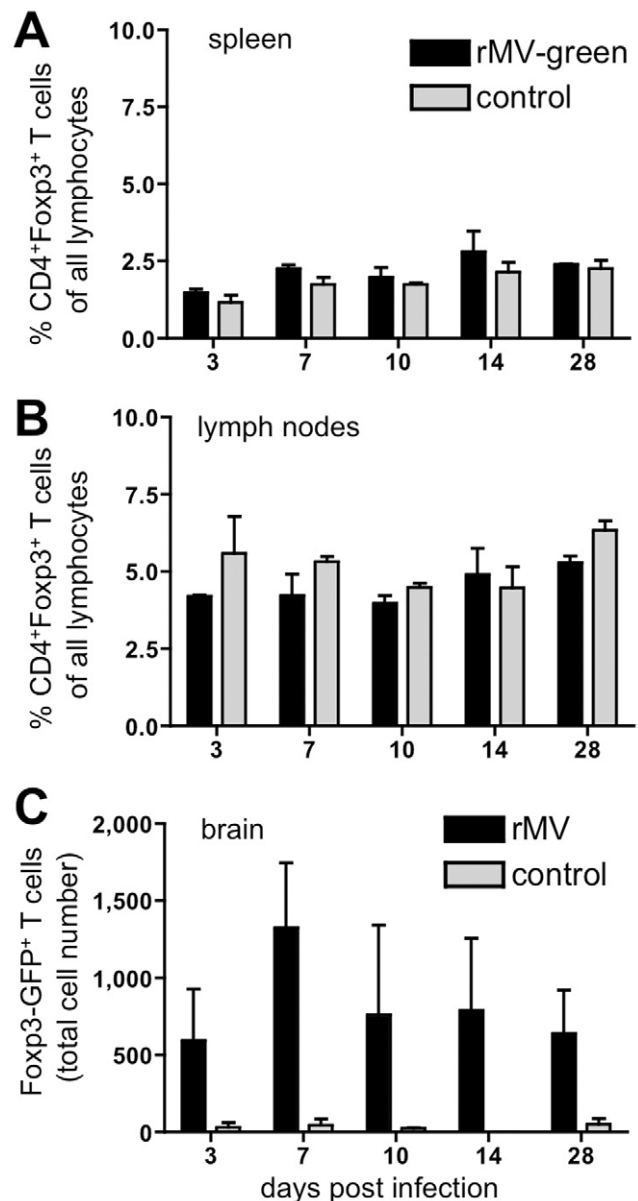 A
spleen
rMV-green
control
% CD4⁺Foxp3⁺ T cells
of all lymphocytes
10.0
7.5
5.0
2.5
0.0
3 7 10 14 28
B
lymph nodes
% CD4⁺Foxp3⁺ T cells
of all lymphocytes
10.0
7.5
5.0
2.5
0.0
3 7 10 14 28
C
brain
rMV
control
Foxp3-GFP⁺ T cells
(total cell number)
2,000
1,500
1,000
500
0
3 7 10 14 28
days post infection